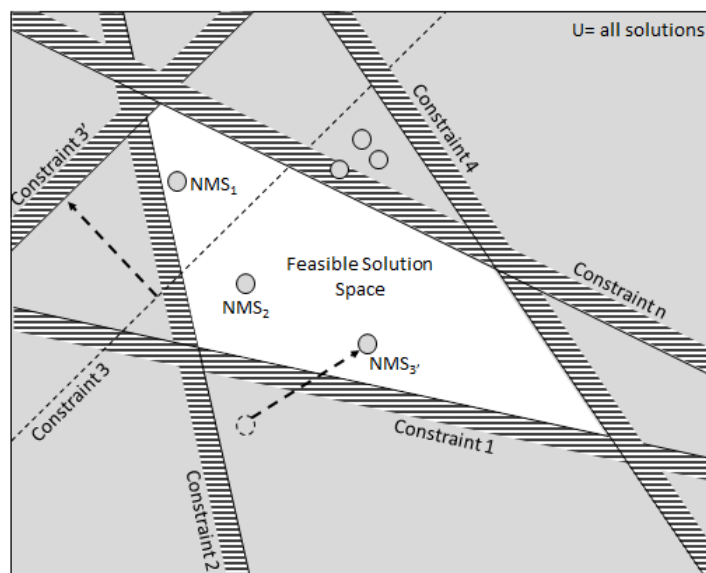 U= all solutions
Constraint 3'
Constraint 4
NMS₁
Feasible Solution
Space
NMS₂
Constraint n
NMS₃'
Constraint 3
Constraint 1
Constraint 2